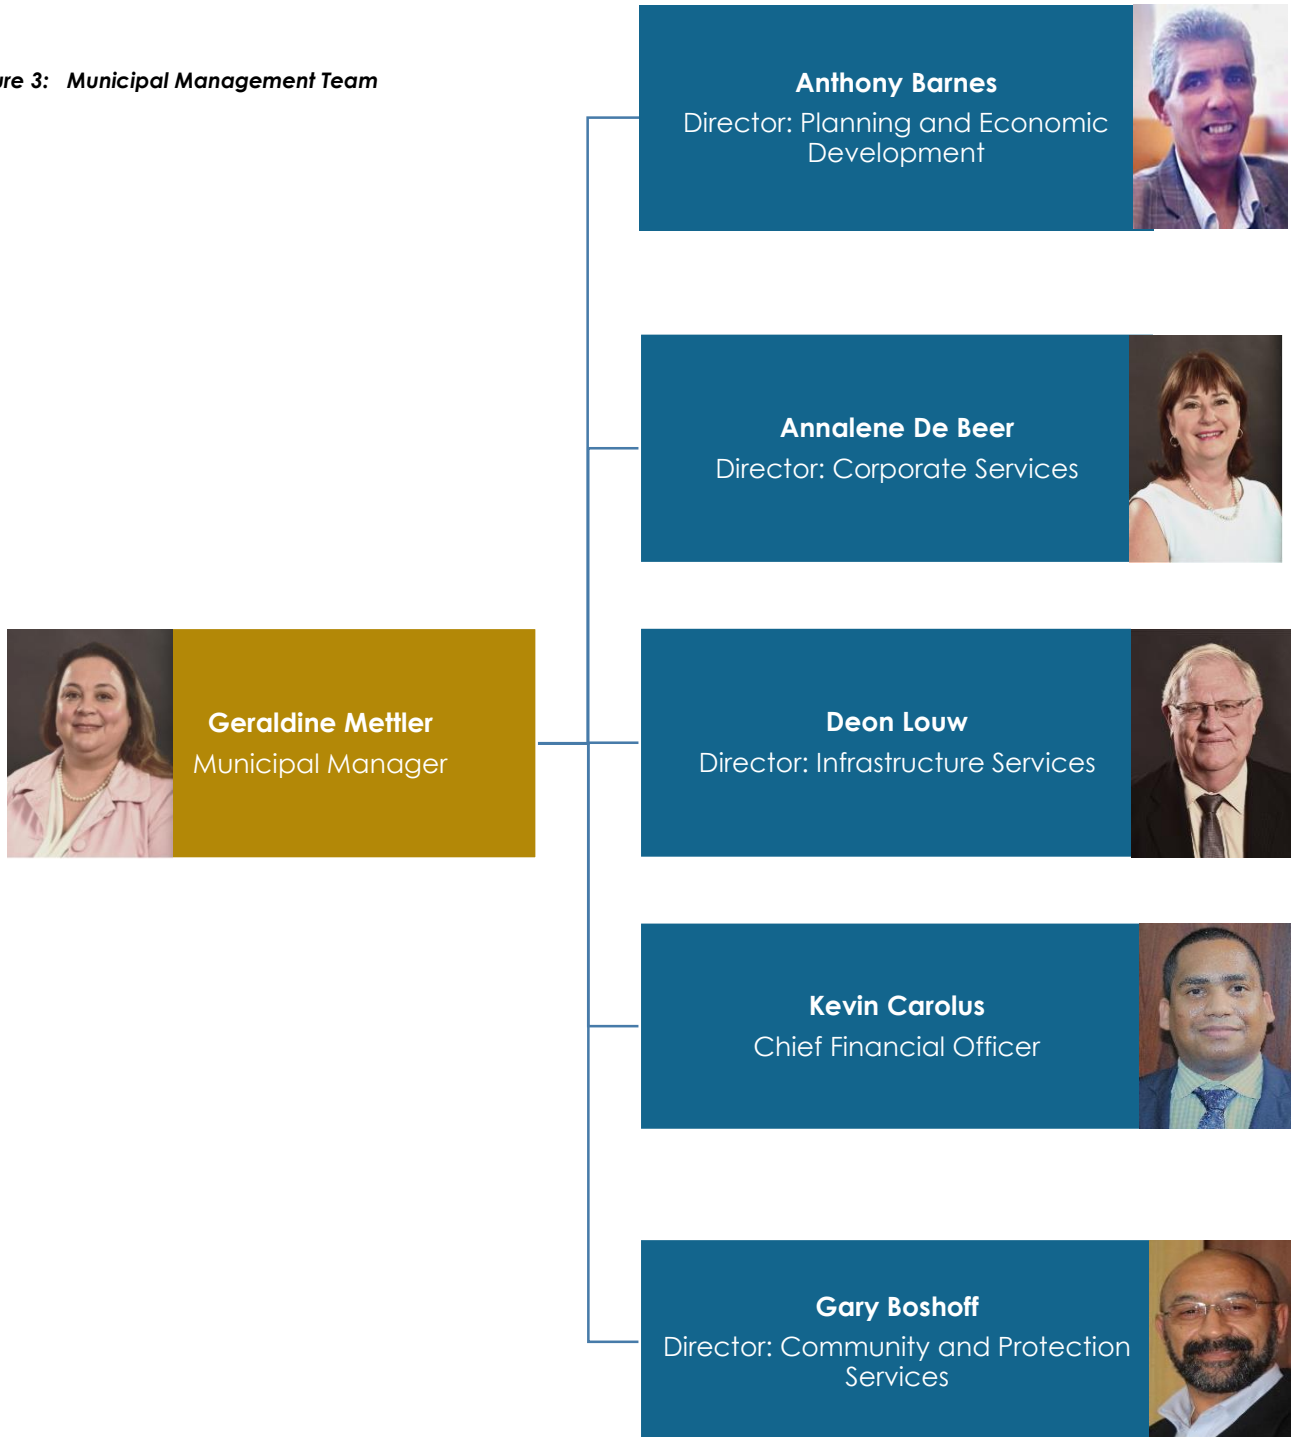 ure 3: Municipal Management Team
Anthony Barnes
Director: Planning and Economic
Development
Annalene De Beer
Director: Corporate Services
Geraldine Mettler
Municipal Manager
Deon Louw
Director: Infrastructure Services
Kevin Carolus
Chief Financial Officer
Gary Boshoff
Director: Community and Protection
Services